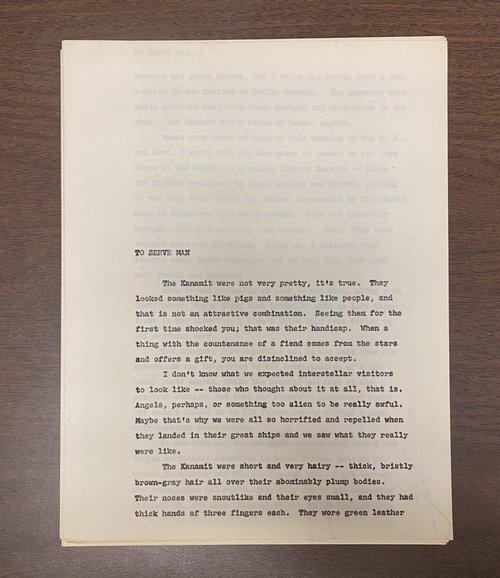 TO SERVE MAN
The Kanamit were not very pretty, it's true. They
looked something like pigs and something like people, and
that is not an attractive combination. Seeing them for the
first time shocked you; that was their handicap. When a
thing with the countenance of a fiend comes from the stars
and offers a gift, you are disinclined to accept.
I don't know what we expected interstellar visitors
to look like -- those who thought about it at all, that is.
Angels, perhaps, or something too alien to be really awful.
Maybe that's why we were all so horrified and repelled when
they landed in their great ships and we saw what they really
were like.
The Kanamit were short and very hairy -- thick, bristly
brown-gray hair all over their abominably plump bodies.
Their noses were snoutlike and their eyes small, and they had
thick hands of three fingers each. They wore green leather